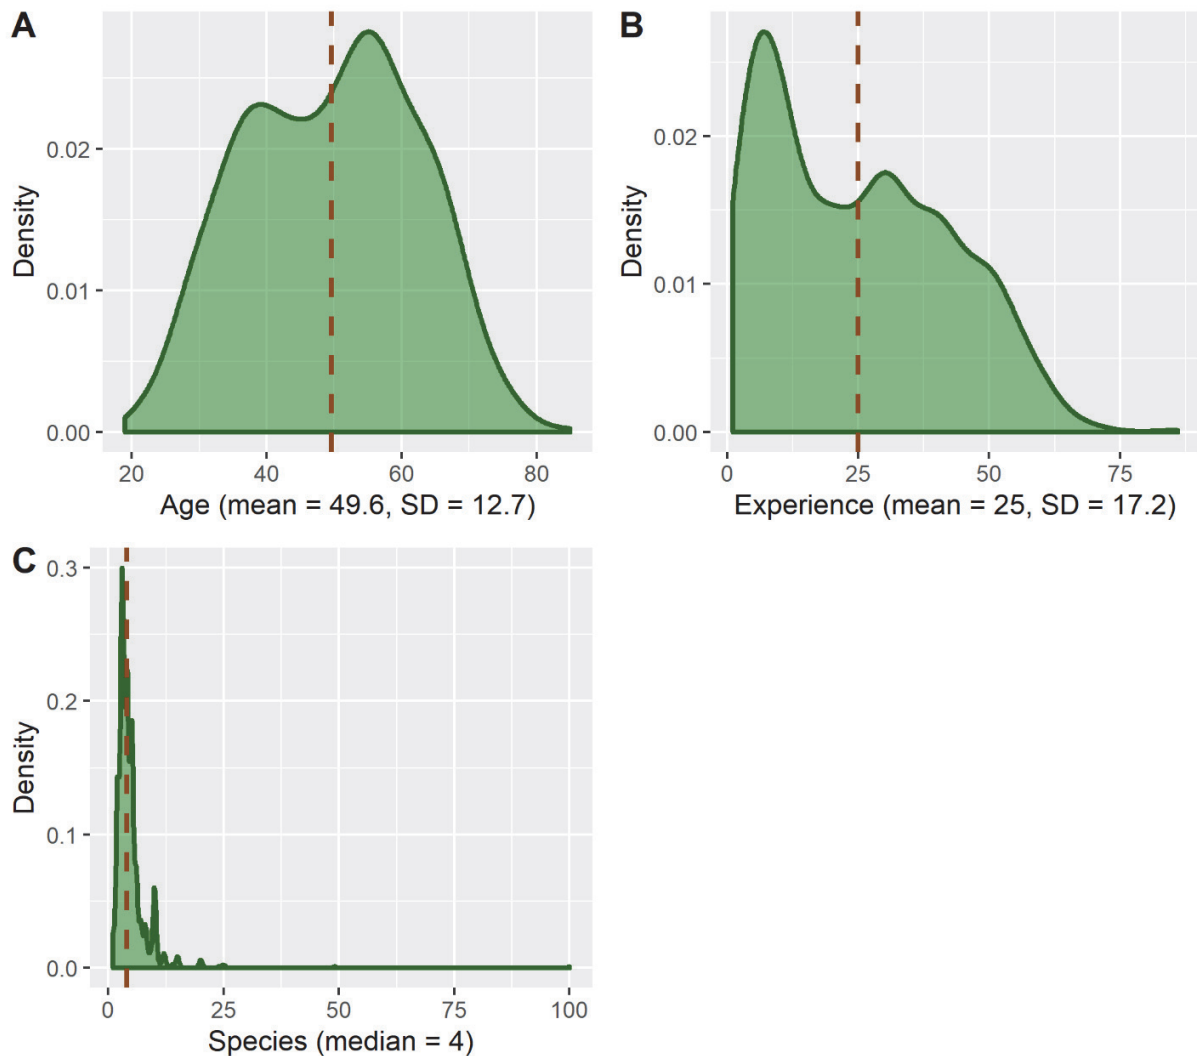 A
B
Density
0.02
0.01
0.00
20 40 60 80
Age (mean = 49.6, SD = 12.7)
Density
0.02
0.01
0.00
0 25 50 75
Experience (mean = 25, SD = 17.2)
C
Density
0.3
0.2
0.1
0.0
0 25 50 75 100
Species (median = 4)